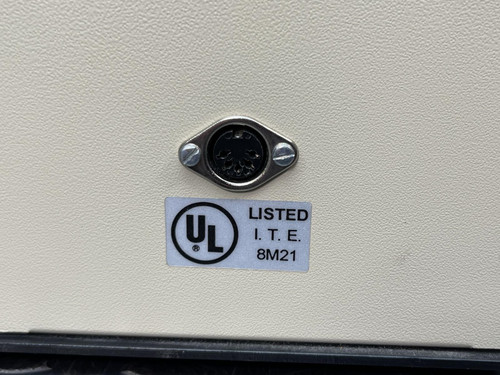 UL
®
LISTED
I. T. E.
8M21